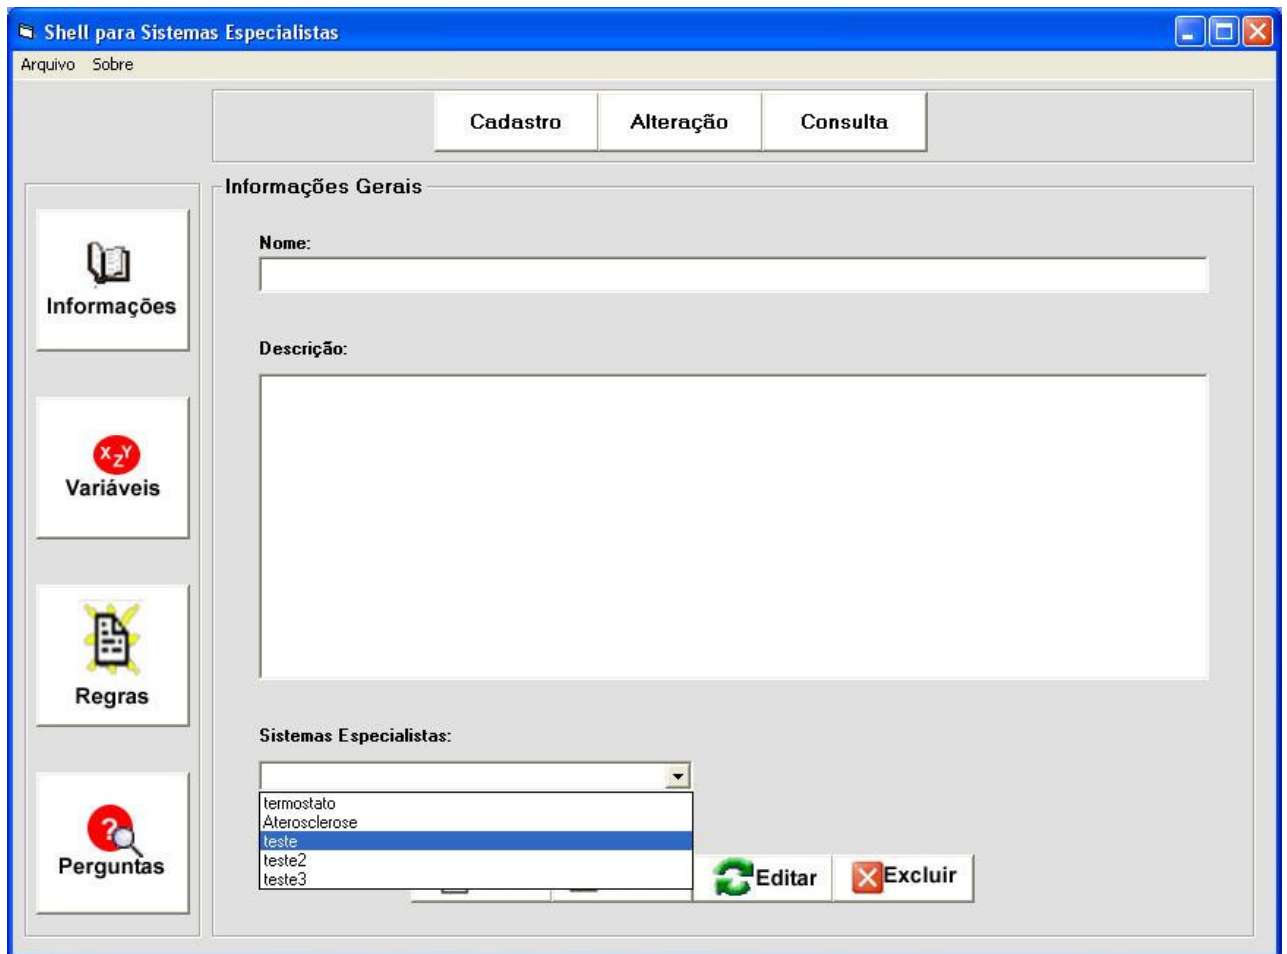 Shell para Sistemas Especialistas
Arquivo Sobre
Cadastro Alteração Consulta
Informações Gerais
Nome:
Informações
Descrição:
X Z Y
Variáveis
Regras
Sistemas Especialistas:
termostato
Aterosclerose
teste
teste2
teste3
?
Perguntas
Editar Excluir